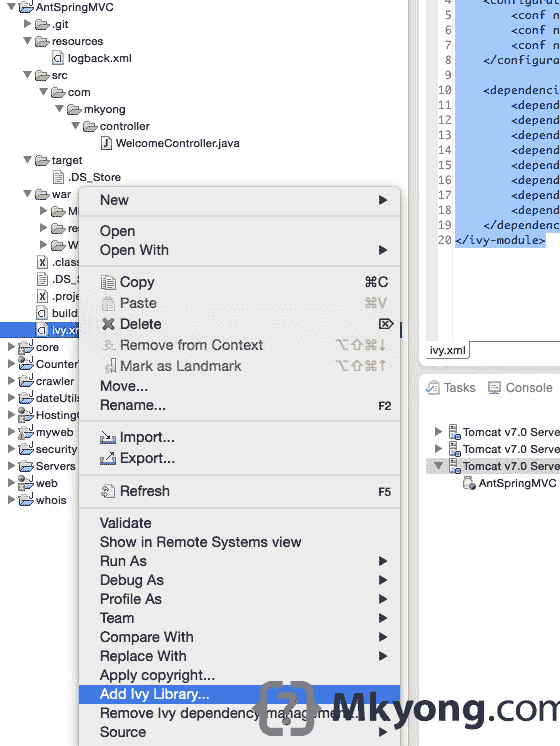 AntSpringMVC
.git
resources
logback.xml
src
com
mkyong
controller
WelcomeController.java
target
.DS_Store
war
.class
.DS_S
.proje
build
ivy.xm
core
Counter
crawler
dateUtils
Hosting
myweb
security
Servers
web
whois
New
Open
Open With
Copy ⌘C
Paste ⌘V
Delete ⌦
Remove from Context ⌥⇧⌘↓
Mark as Landmark ⌥⇧⌘↑
Move...
Rename... F2
Import...
Export...
Refresh F5
Validate
Show in Remote Systems view
Run As
Debug As
Profile As
Team
Compare With
Replace With
Apply copyright...
Add Ivy Library...
Remove Ivy dependency management...
Source
4 <configura
5 <conf n
6 <conf n
7 <conf n
8 </configura
9
10 <dependenci
11 <depend
12 <depend
13 <depend
14 <depend
15 <depend
16 <depend
17 <depend
18 <depend
19 </dependenc
20 </ivy-module>
ivy.xml
Tasks Console
Tomcat v7.0 Serve
Tomcat v7.0 Serve
Tomcat v7.0 Serve
AntSpringMVC
{?} Mkyong.com